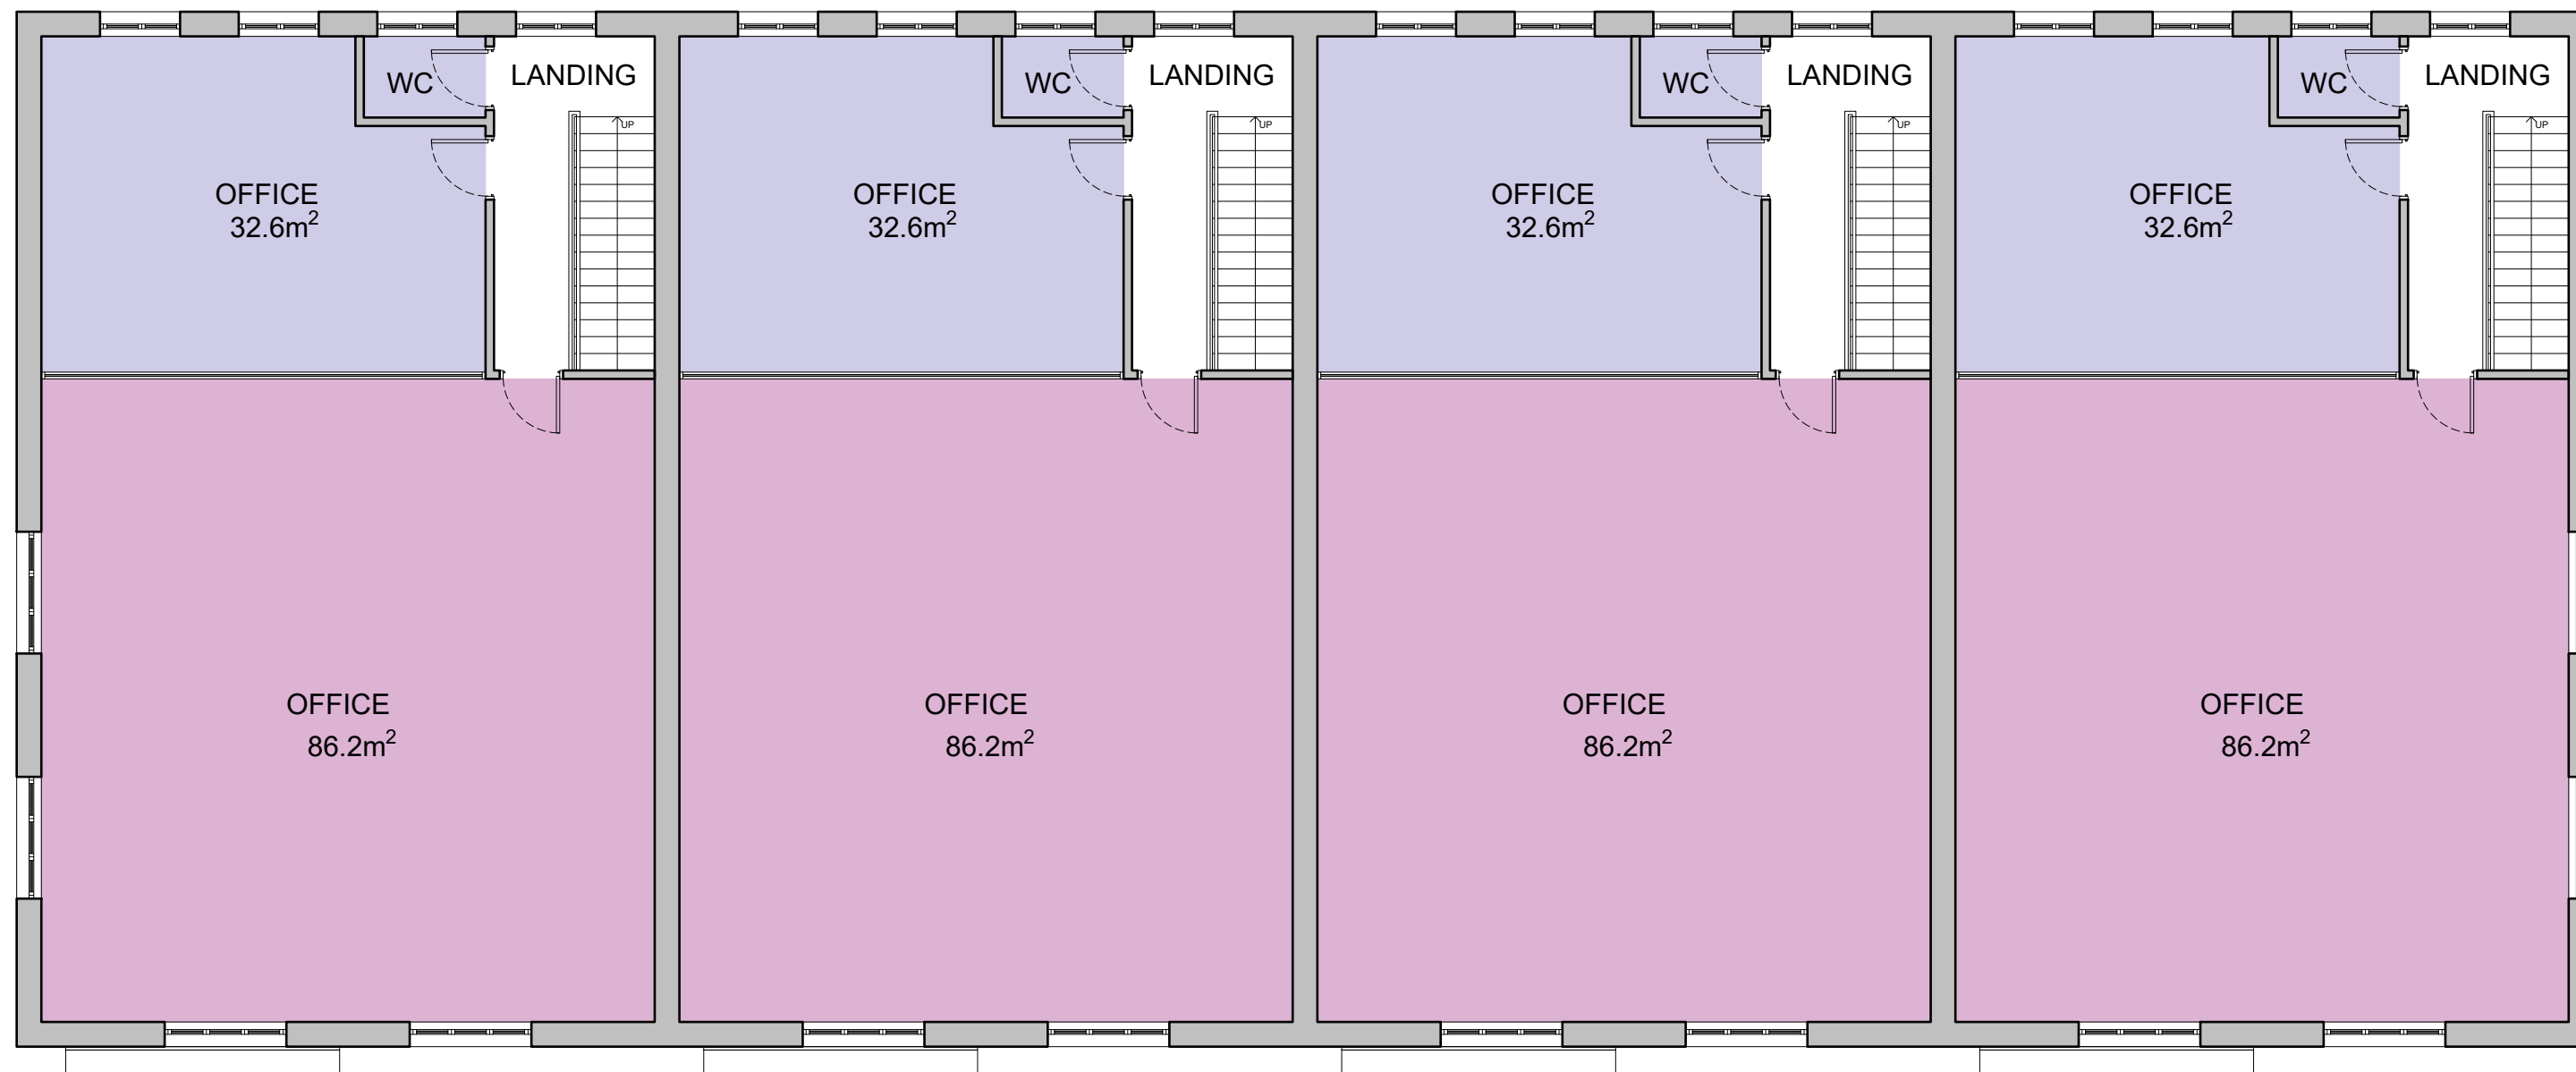 WC
LANDING
UP
OFFICE
32.6m²
OFFICE
86.2m²
WC
LANDING
UP
OFFICE
32.6m²
OFFICE
86.2m²
WC
LANDING
UP
OFFICE
32.6m²
OFFICE
86.2m²
WC
LANDING
UP
OFFICE
32.6m²
OFFICE
86.2m²